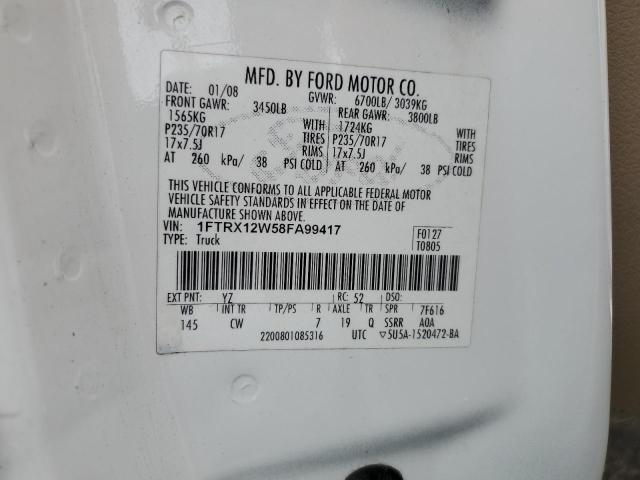 MFD. BY FORD MOTOR CO.
DATE: 01/08 GVWR: 6700LB/ 3039KG
FRONT GAWR: 3450LB REAR GAWR: 3800LB
1565KG WITH 1724KG WITH
P235/70R17 TIRES P235/70R17 TIRES
17x7.5J RIMS 17x7.5J RIMS
AT 260 kPa/ 38 PSI COLD AT 260 kPa/ 38 PSI COLD
THIS VEHICLE CONFORMS TO ALL APPLICABLE FEDERAL MOTOR
VEHICLE SAFETY STANDARDS IN EFFECT ON THE DATE OF
MANUFACTURE SHOWN ABOVE.
VIN: 1FTRX12W58FA99417 F0127
TYPE: Truck T0805
EXT PNT: YZ RC: 52 DSO:
WB INT TR TP/PS R AXLE TR SPR 7F616
145 CW 7 19 Q SSRR AOA
2200801085316 UTC ▽5U5A-1520472-BA